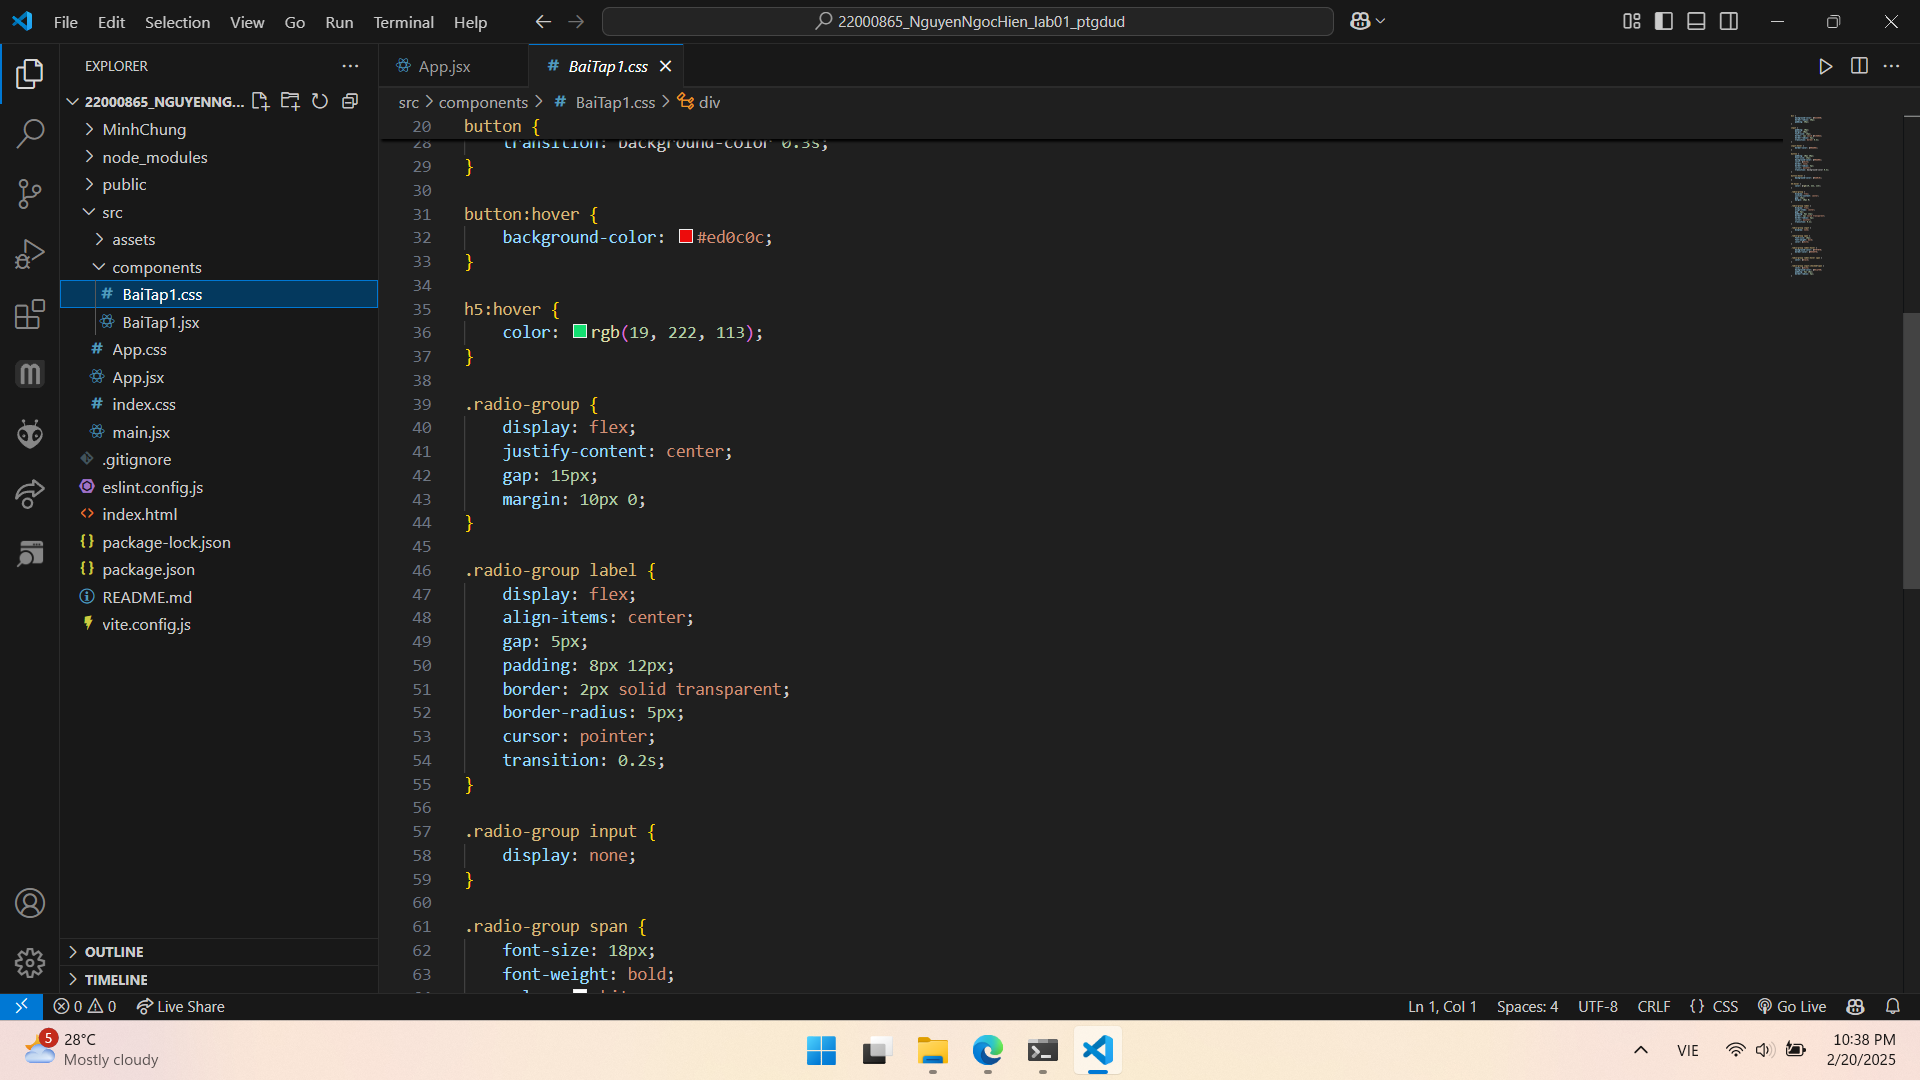 File Edit Selection View Go Run Terminal Help
22000865_NguyenNgocHien_lab01_ptgdud
EXPLORER
22000865_NGUYENNG...
MinhChung
node_modules
public
src
assets
components
# BaiTap1.css
BaiTap1.jsx
# App.css
App.jsx
# index.css
main.jsx
.gitignore
eslint.config.js
<> index.html
{} package-lock.json
{} package.json
README.md
vite.config.js
OUTLINE
TIMELINE
App.jsx
# BaiTap1.css
src > components > # BaiTap1.css > div
20 button {
28 transition: background-color 0.3s;
29 }
30
31 button:hover {
32 background-color: #ed0c0c;
33 }
34
35 h5:hover {
36 color: rgb(19, 222, 113);
37 }
38
39 .radio-group {
40 display: flex;
41 justify-content: center;
42 gap: 15px;
43 margin: 10px 0;
44 }
45
46 .radio-group label {
47 display: flex;
48 align-items: center;
49 gap: 5px;
50 padding: 8px 12px;
51 border: 2px solid transparent;
52 border-radius: 5px;
53 cursor: pointer;
54 transition: 0.2s;
55 }
56
57 .radio-group input {
58 display: none;
59 }
60
61 .radio-group span {
62 font-size: 18px;
63 font-weight: bold;
0 0 Live Share
Ln 1, Col 1 Spaces: 4 UTF-8 CRLF {} CSS Go Live
5
28°C
Mostly cloudy
VIE
10:38 PM
2/20/2025